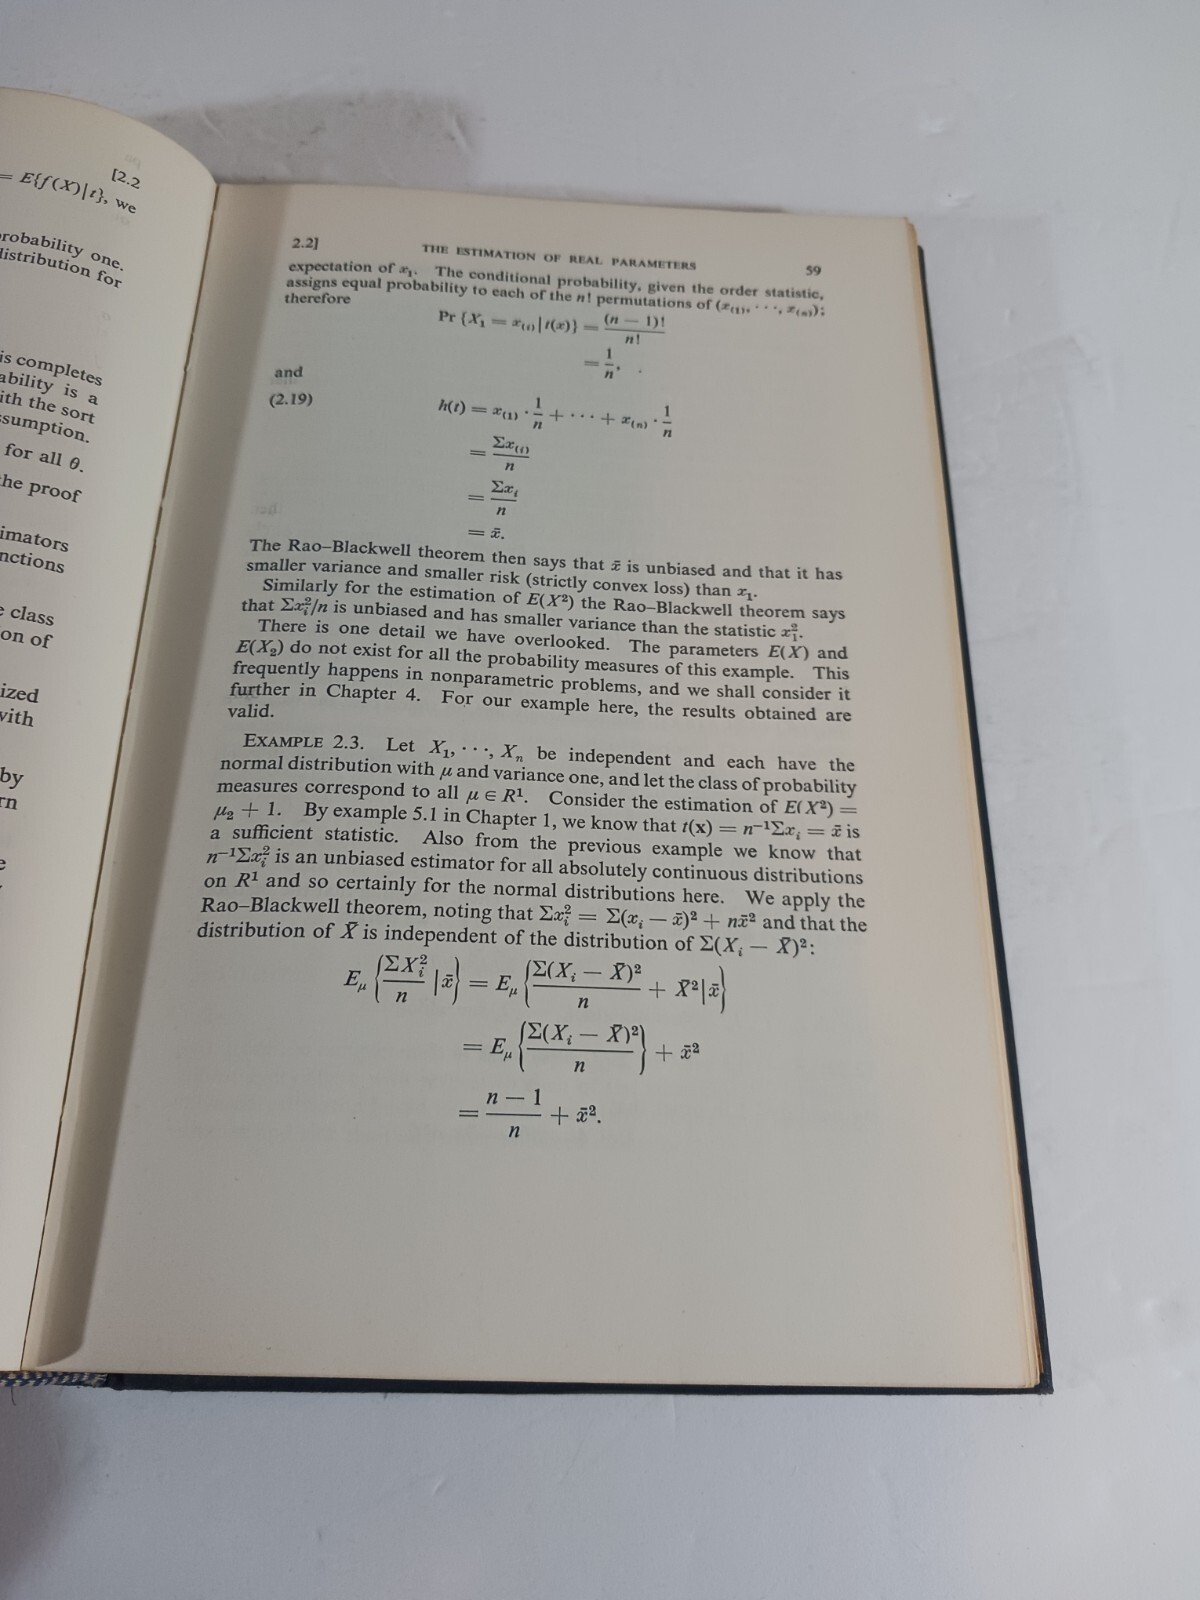 [2.2
= E{f(X)|t}, we
robability one.
listribution for
is completes
ability is a
ith the sort
ssumption.
for all θ.
he proof
imators
nctions
class
on of
ized
with
by
rn
2.2] THE ESTIMATION OF REAL PARAMETERS 59
expectation of x₁. The conditional probability, given the order statistic,
assigns equal probability to each of the n! permutations of (x₍₁₎, · · ·, x₍ₙ₎);
therefore
Pr {X₁ = x₍ᵢ₎ | t(x)} = (n − 1)!/n!
= 1/n,
and
(2.19) h(t) = x₍₁₎ · 1/n + · · · + x₍ₙ₎ · 1/n
= Σx₍ᵢ₎/n
= Σxᵢ/n
= x̄.
The Rao–Blackwell theorem then says that x̄ is unbiased and that it has
smaller variance and smaller risk (strictly convex loss) than x₁.
Similarly for the estimation of E(X²) the Rao–Blackwell theorem says
that Σxᵢ²/n is unbiased and has smaller variance than the statistic x₁².
There is one detail we have overlooked. The parameters E(X) and
E(X₂) do not exist for all the probability measures of this example. This
frequently happens in nonparametric problems, and we shall consider it
further in Chapter 4. For our example here, the results obtained are
valid.
EXAMPLE 2.3. Let X₁, · · ·, Xₙ be independent and each have the
normal distribution with μ and variance one, and let the class of probability
measures correspond to all μ ∈ R¹. Consider the estimation of E(X²) =
μ₂ + 1. By example 5.1 in Chapter 1, we know that t(x) = n⁻¹Σxᵢ = x̄ is
a sufficient statistic. Also from the previous example we know that
n⁻¹Σxᵢ² is an unbiased estimator for all absolutely continuous distributions
on R¹ and so certainly for the normal distributions here. We apply the
Rao–Blackwell theorem, noting that Σxᵢ² = Σ(xᵢ − x̄)² + nx̄² and that the
distribution of X̄ is independent of the distribution of Σ(Xᵢ − X̄)²:
E_μ {ΣXᵢ²/n | x̄} = E_μ {Σ(Xᵢ − X̄)²/n + X̄² | x̄}
= E_μ {Σ(Xᵢ − X̄)²/n} + x̄²
= (n − 1)/n + x̄².